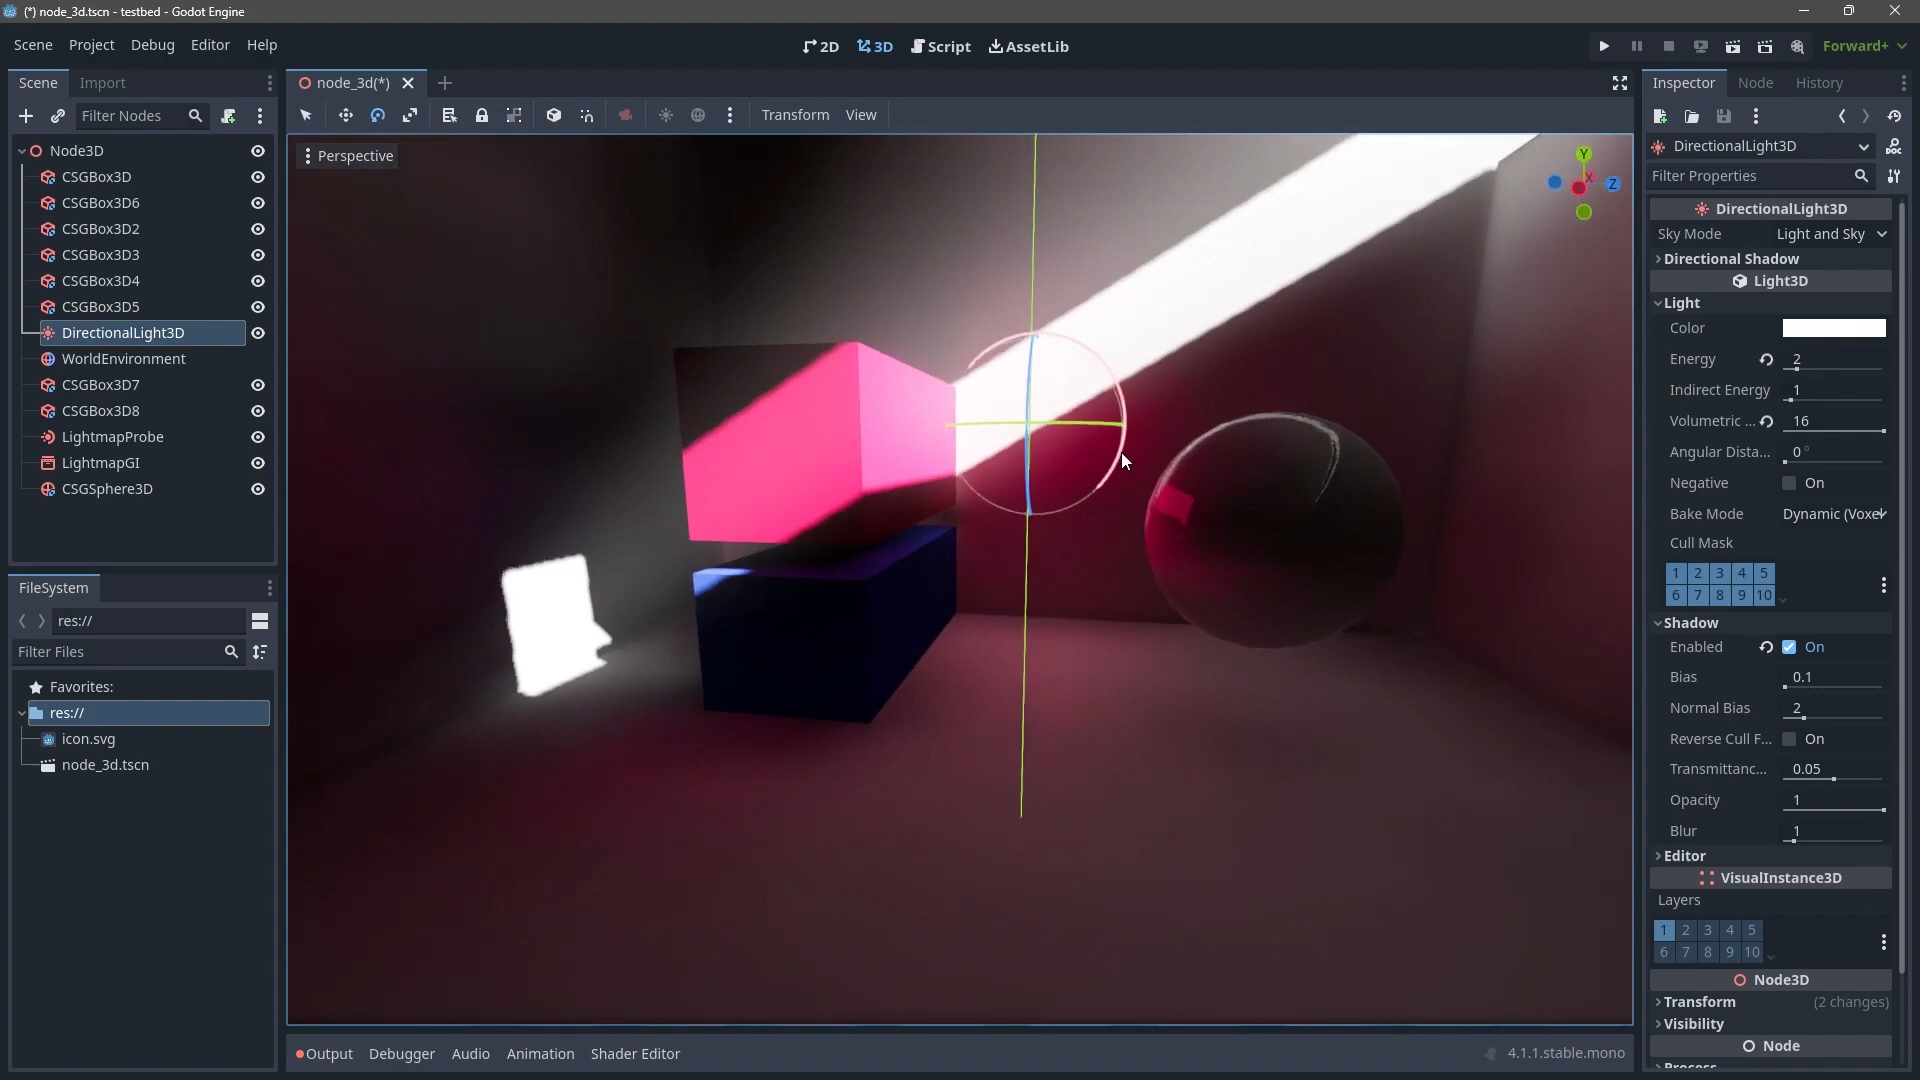 (*) node_3d.tscn - testbed - Godot Engine
Scene Project Debug Editor Help
2D 3D Script AssetLib
Forward+
Scene Import
Filter Nodes
Node3D
CSGBox3D
CSGBox3D6
CSGBox3D2
CSGBox3D3
CSGBox3D4
CSGBox3D5
DirectionalLight3D
WorldEnvironment
CSGBox3D7
CSGBox3D8
LightmapProbe
LightmapGI
CSGSphere3D
FileSystem
res://
Filter Files
Favorites:
res://
icon.svg
node_3d.tscn
node_3d(*)
Transform View
Perspective
Y
X
Z
Output Debugger Audio Animation Shader Editor
4.1.1.stable.mono
Inspector Node History
DirectionalLight3D
DOC
Filter Properties
DirectionalLight3D
Sky Mode Light and Sky
Directional Shadow
Light3D
Light
Color
Energy 2
Indirect Energy 1
Volumetric ... 16
Angular Dista... 0 °
Negative On
Bake Mode Dynamic (Voxe
Cull Mask
1 2 3 4 5
6 7 8 9 10
Shadow
Enabled On
Bias 0.1
Normal Bias 2
Reverse Cull F... On
Transmittanc... 0.05
Opacity 1
Blur 1
Editor
VisualInstance3D
Layers
1 2 3 4 5
6 7 8 9 10
Node3D
Transform (2 changes)
Visibility
Node
Process